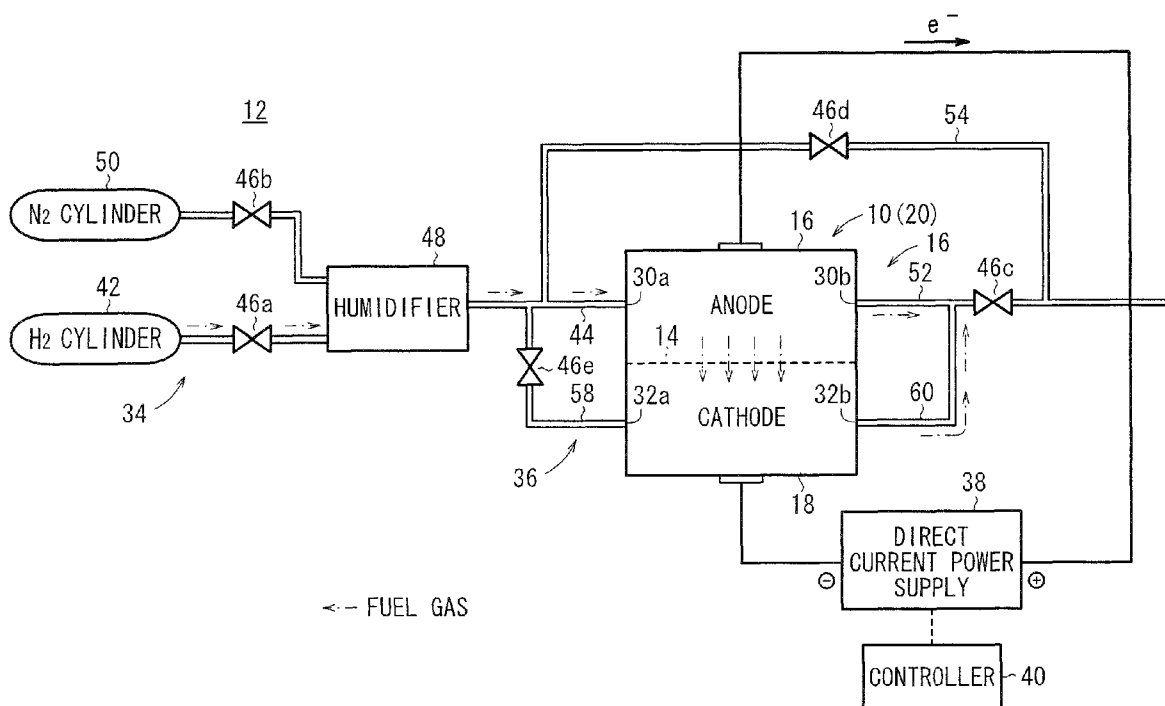 e⁻
12
46d
54
50
46b
N2 CYLINDER
16
10(20)
16
48
42
46a
30a
30b
52
46c
HUMIDIFIER
ANODE
H2 CYLINDER
44
14
46e
34
58
32a
32b
60
CATHODE
36
18
38
DIRECT
CURRENT POWER
SUPPLY
⊖
⊕
FUEL GAS
CONTROLLER
40